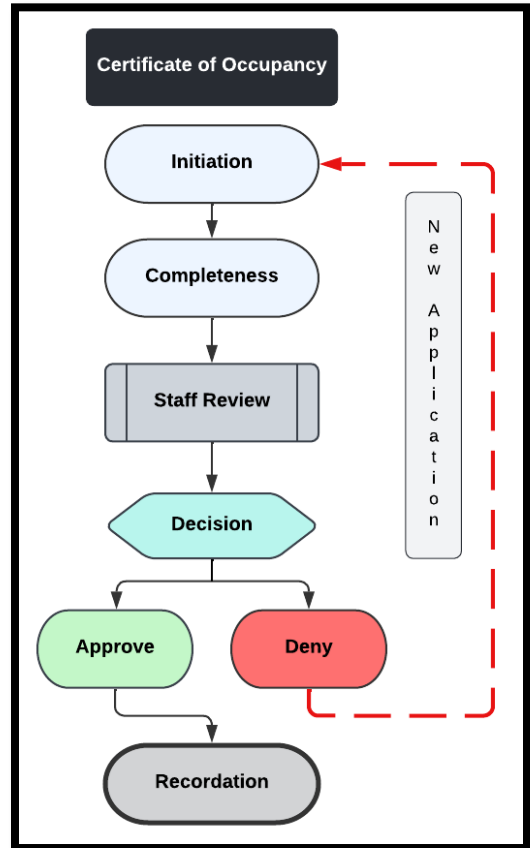 Certificate of Occupancy
Initiation
Completeness
Staff Review
Decision
Approve
Deny
Recordation
New Application